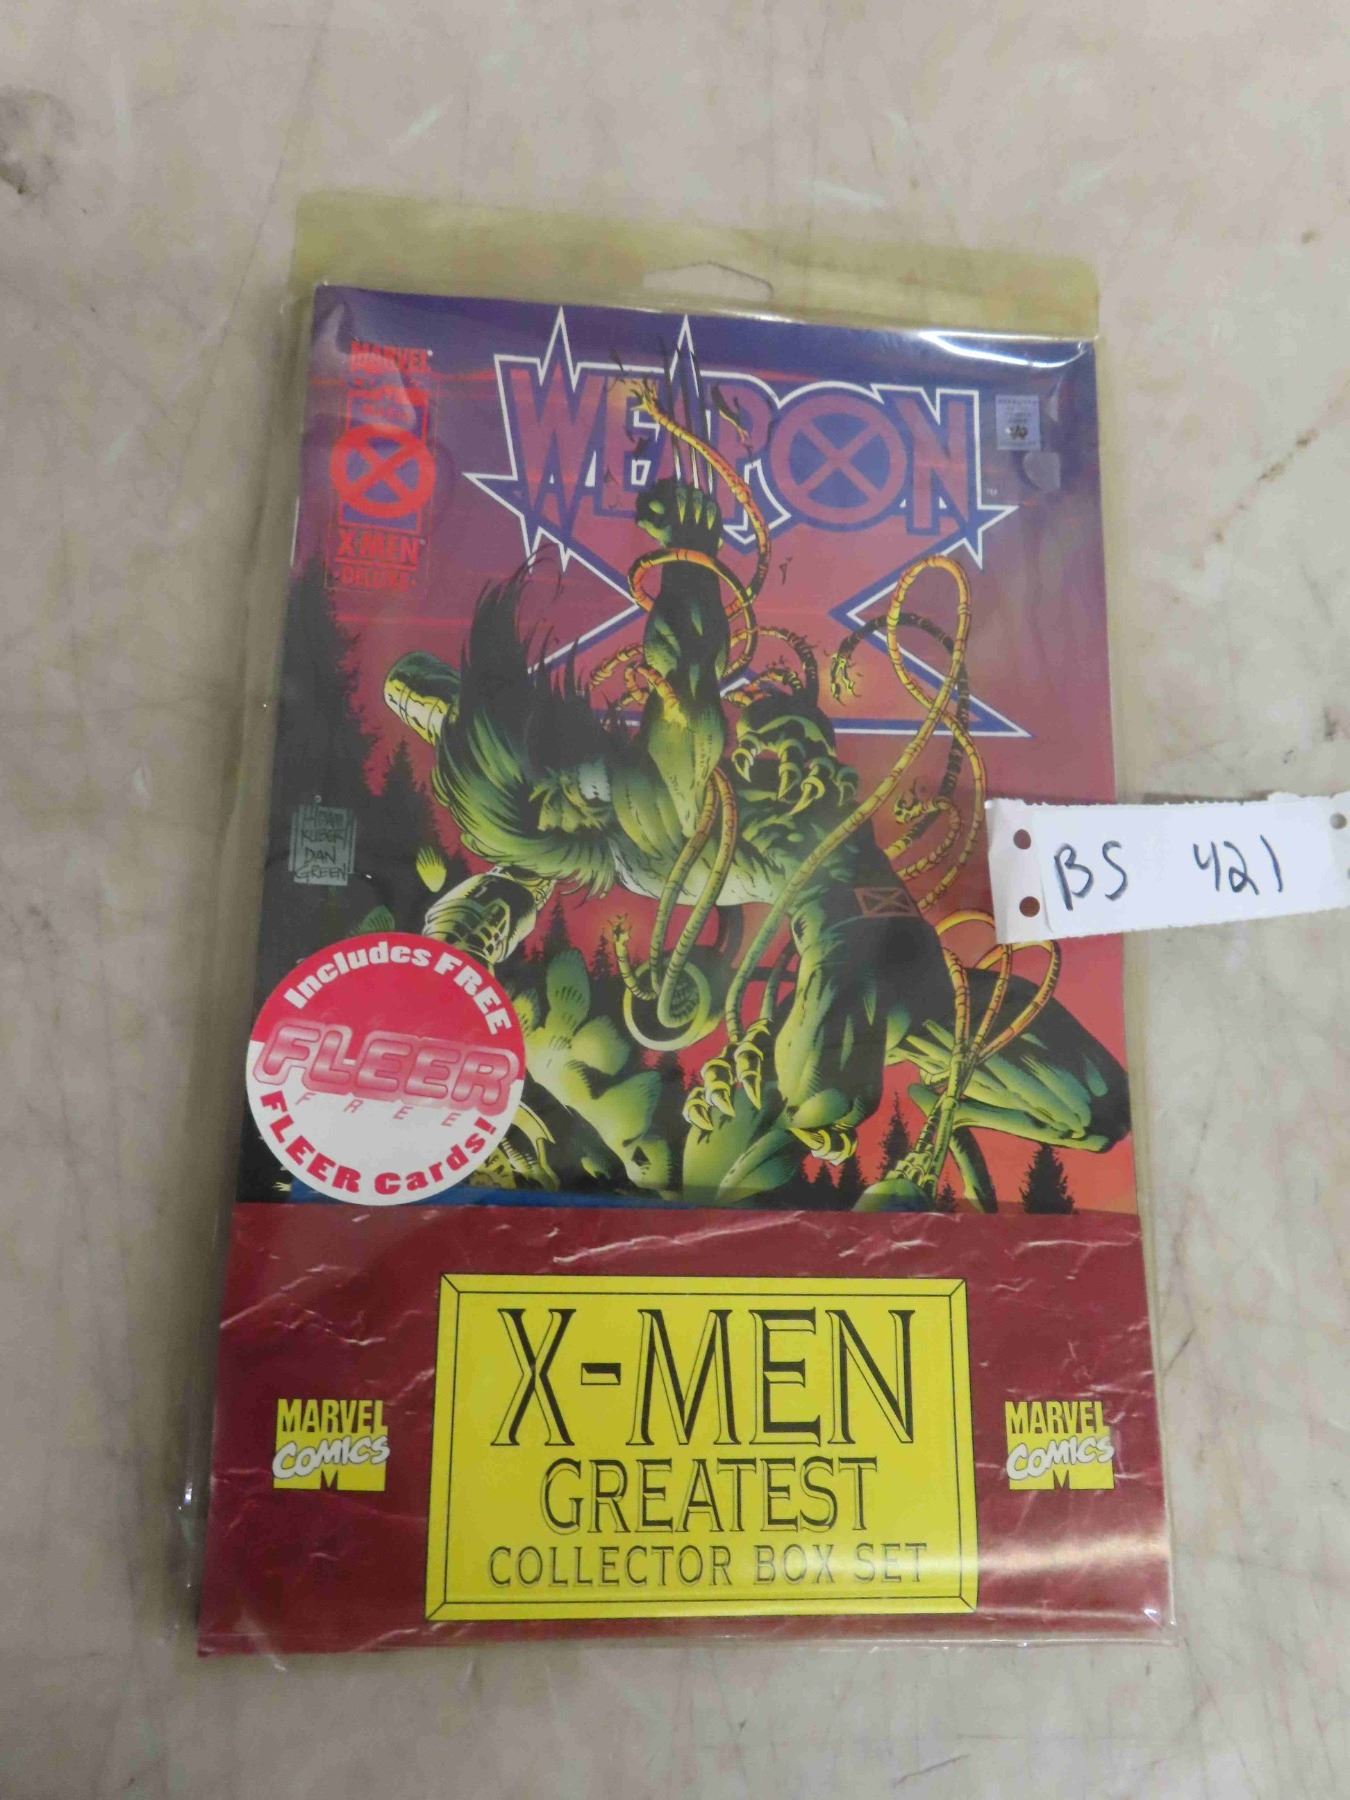 MARVEL
X-MEN
DELUXE
WEAPON
X
ADAM
KUBERT
DAN
GREEN
BS 421
Includes FREE
FLEER
FREE
FLEER Cards!
X-MEN
GREATEST
COLLECTOR BOX SET
MARVEL
COMICS
M
MARVEL
COMICS
M